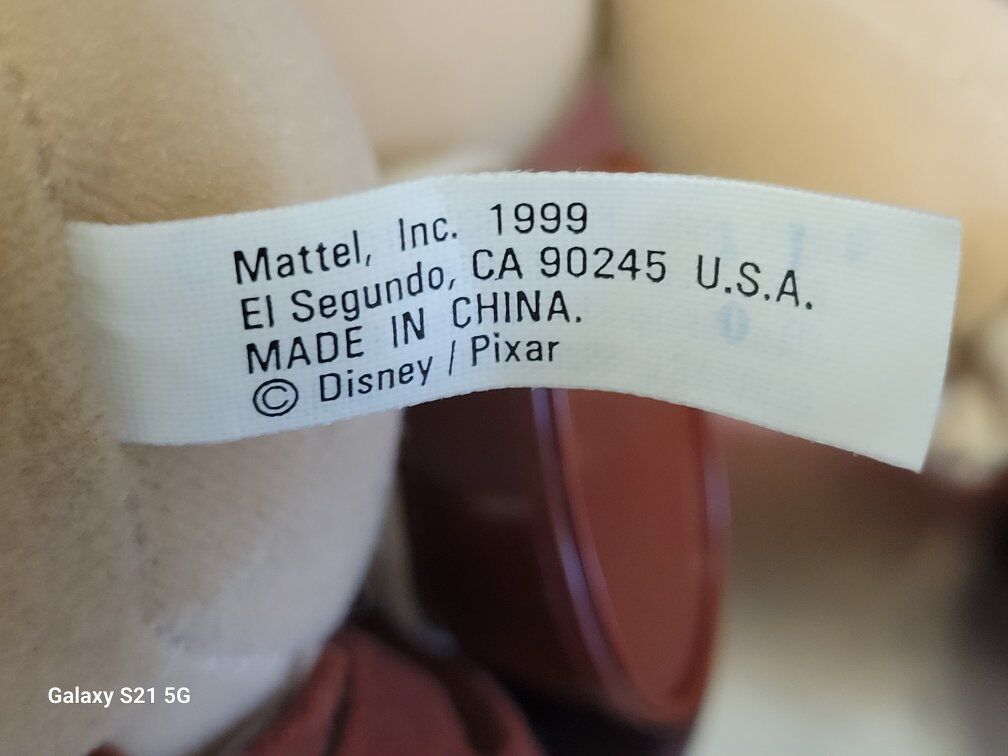 Mattel, Inc. 1999
El Segundo, CA 90245 U.S.A.
MADE IN CHINA.
© Disney / Pixar
Galaxy S21 5G